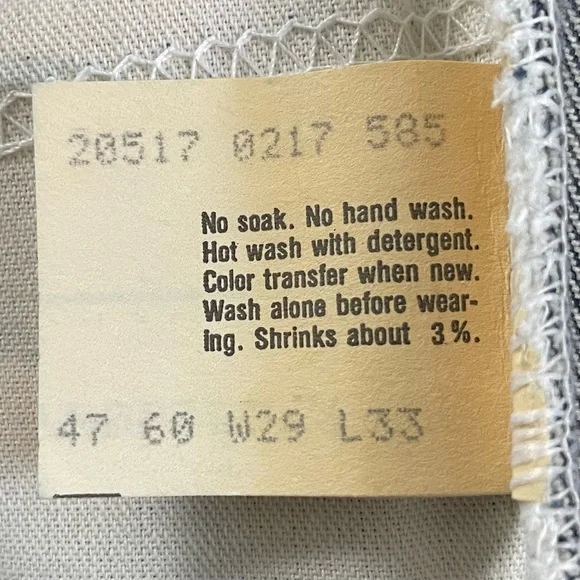 20517 0217 585
No soak. No hand wash.
Hot wash with detergent.
Color transfer when new.
Wash alone before wear-
ing. Shrinks about 3%.
47 60 W29 L33